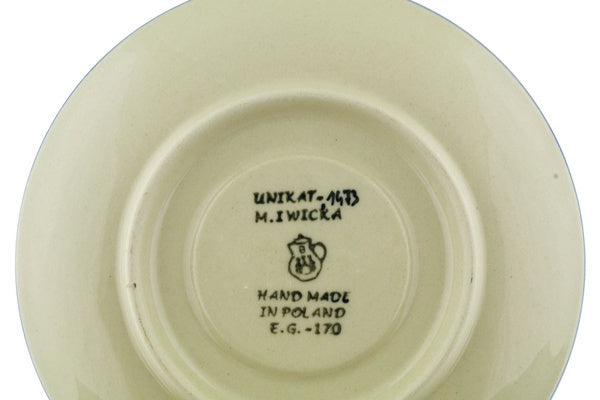 UNIKAT-1473
M.IWICKA
HAND MADE
IN POLAND
E.G.-170